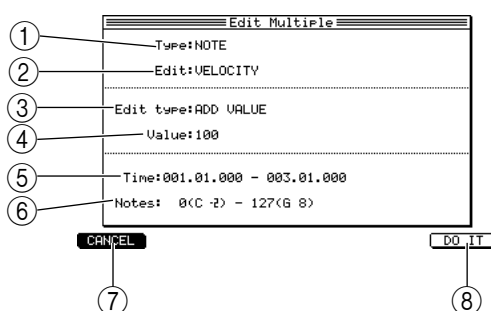 Edit Multiple
① Type:NOTE
② Edit:VELOCITY
③ Edit type:ADD VALUE
④ Value:100
⑤ Time:001.01.000 - 003.01.000
⑥ Notes: 0(C -2) - 127(G 8)
CANCEL DO IT
⑦ ⑧